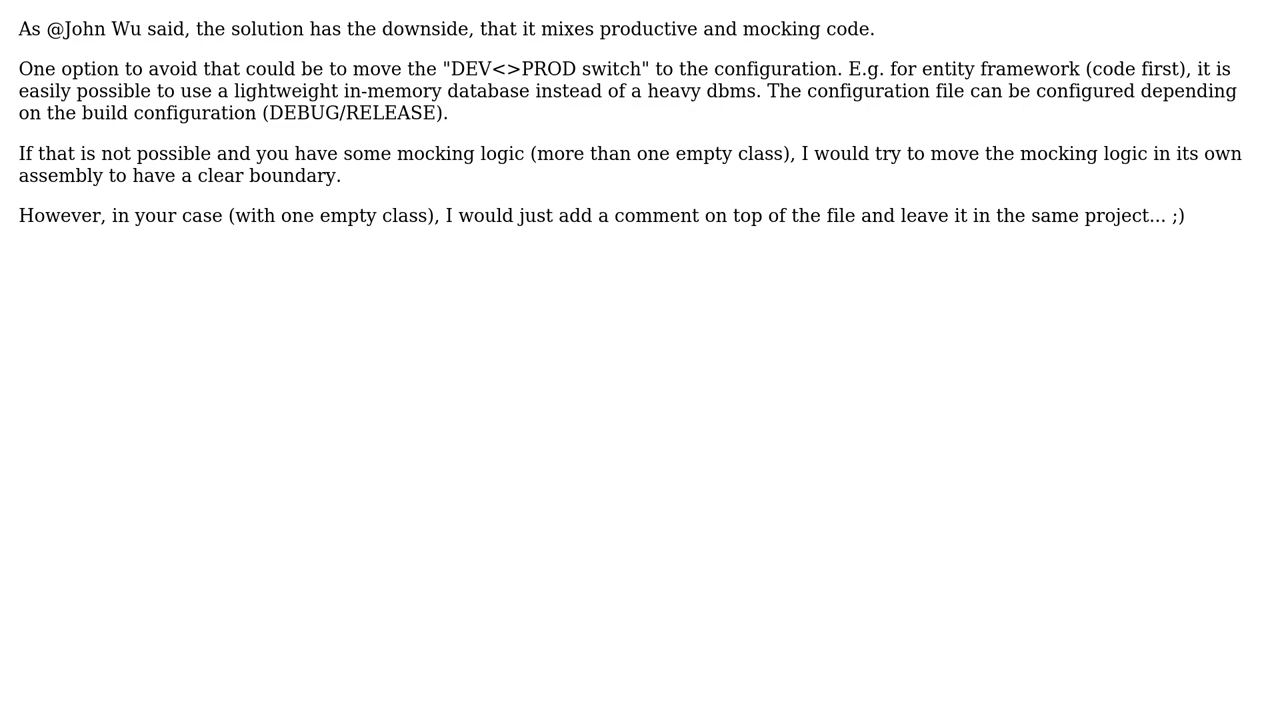 As @John Wu said, the solution has the downside, that it mixes productive and mocking code.
One option to avoid that could be to move the "DEV<>PROD switch" to the configuration. E.g. for entity framework (code first), it is
easily possible to use a lightweight in-memory database instead of a heavy dbms. The configuration file can be configured depending
on the build configuration (DEBUG/RELEASE).
If that is not possible and you have some mocking logic (more than one empty class), I would try to move the mocking logic in its own
assembly to have a clear boundary.
However, in your case (with one empty class), I would just add a comment on top of the file and leave it in the same project... ;)